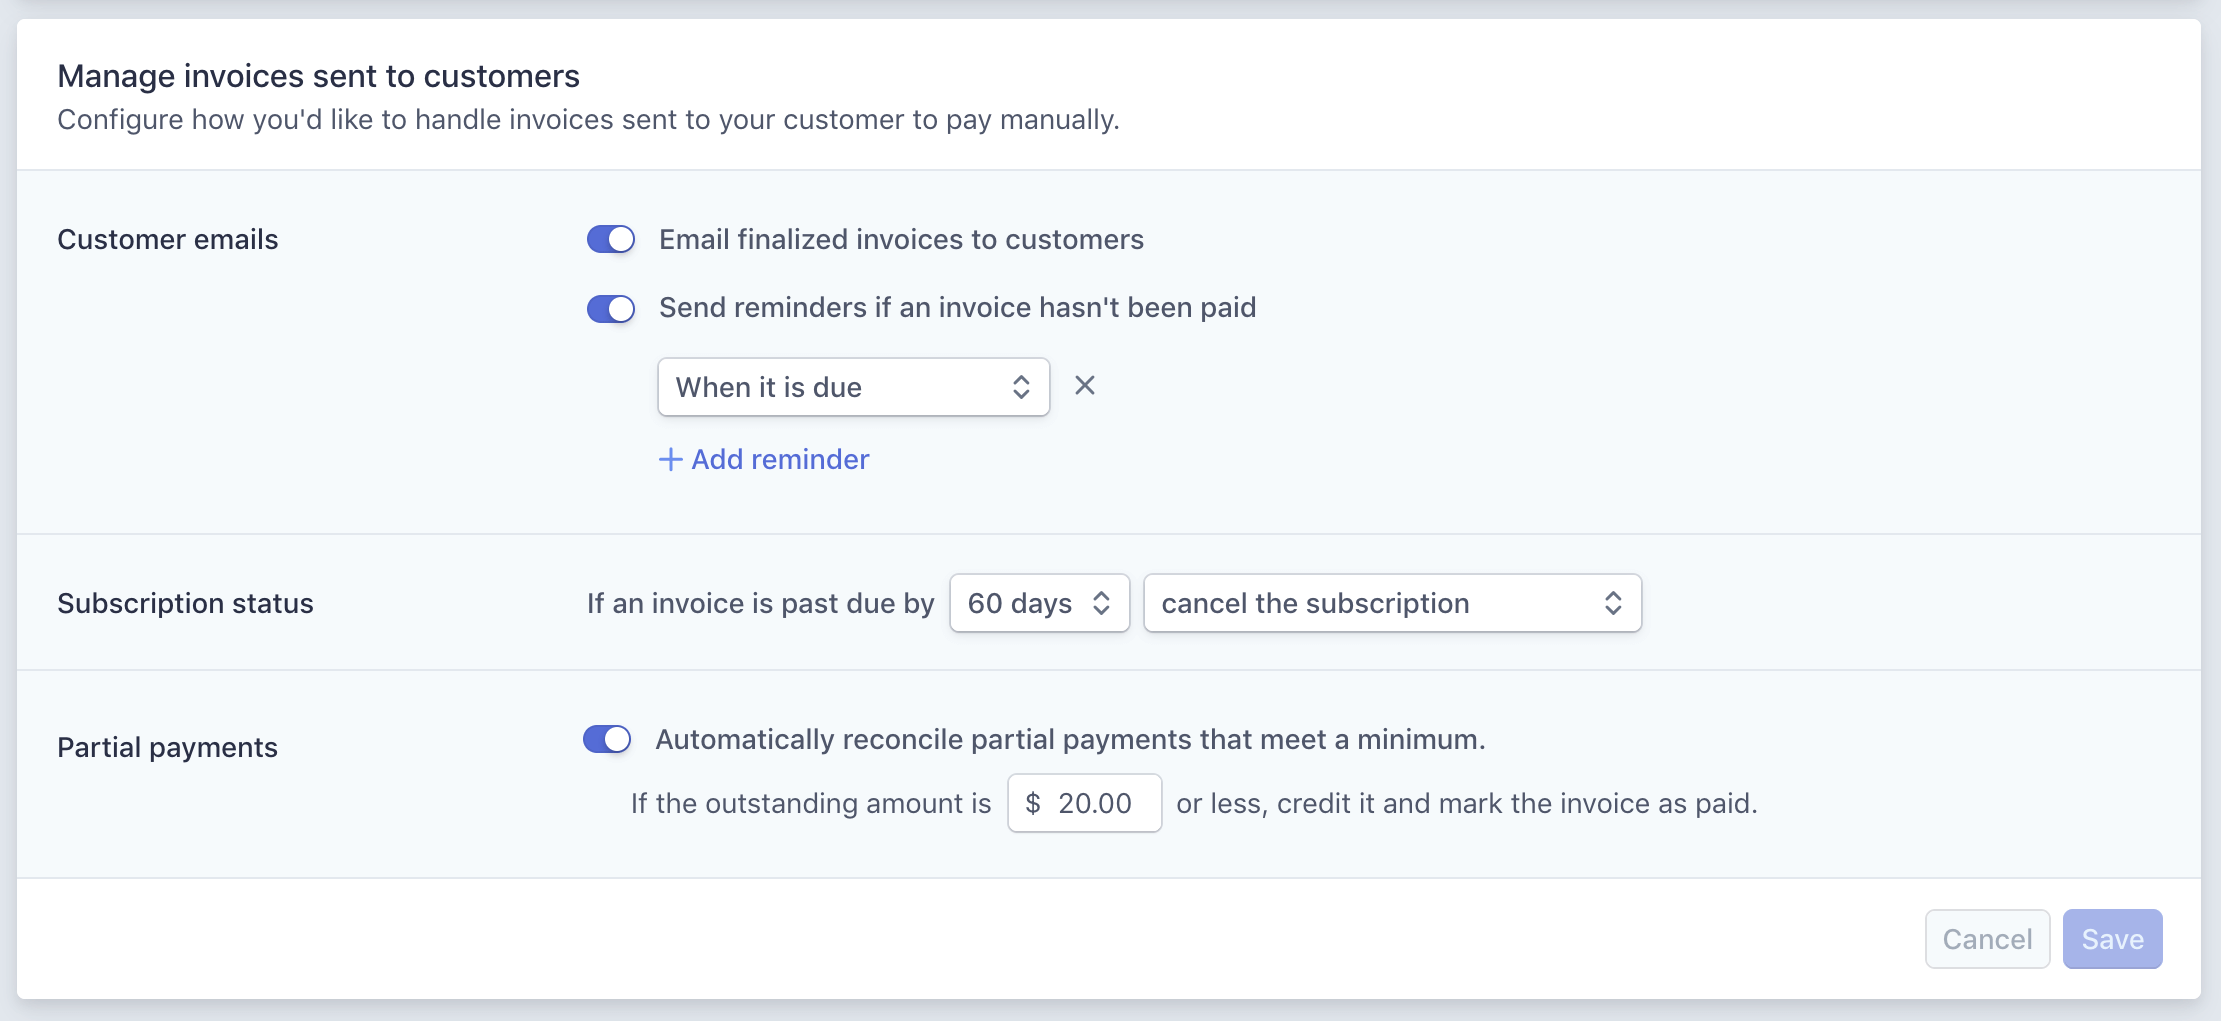 Manage invoices sent to customers
Configure how you'd like to handle invoices sent to your customer to pay manually.
Customer emails
Email finalized invoices to customers
Send reminders if an invoice hasn't been paid
When it is due
Add reminder
Subscription status
If an invoice is past due by 60 days cancel the subscription
Partial payments
Automatically reconcile partial payments that meet a minimum.
If the outstanding amount is $ 20.00 or less, credit it and mark the invoice as paid.
Cancel Save